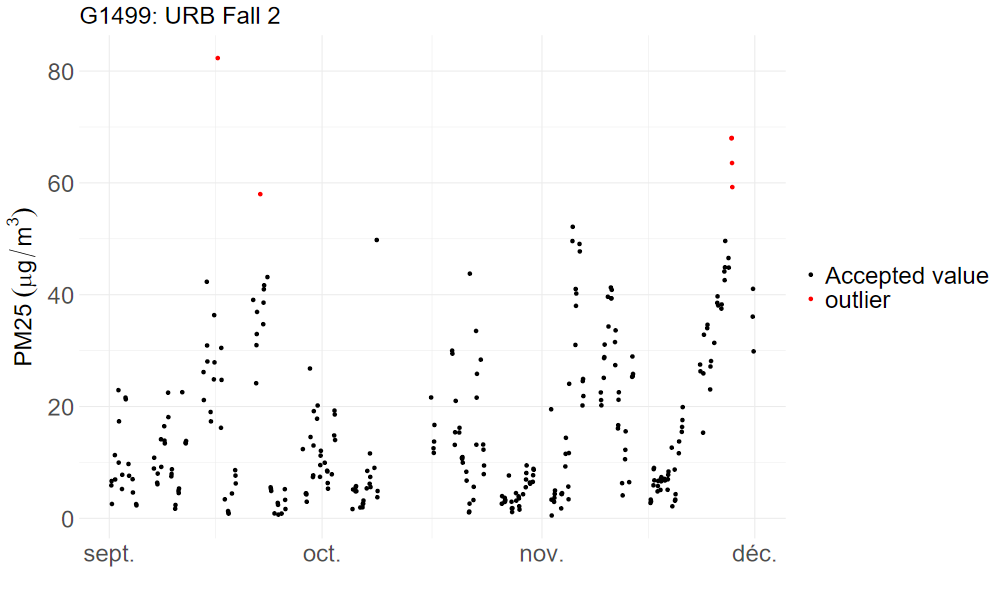 G1499: URB Fall 2
80
60
40
20
0
PM25 (μg/m³)
sept.
oct.
nov.
déc.
Accepted value
outlier